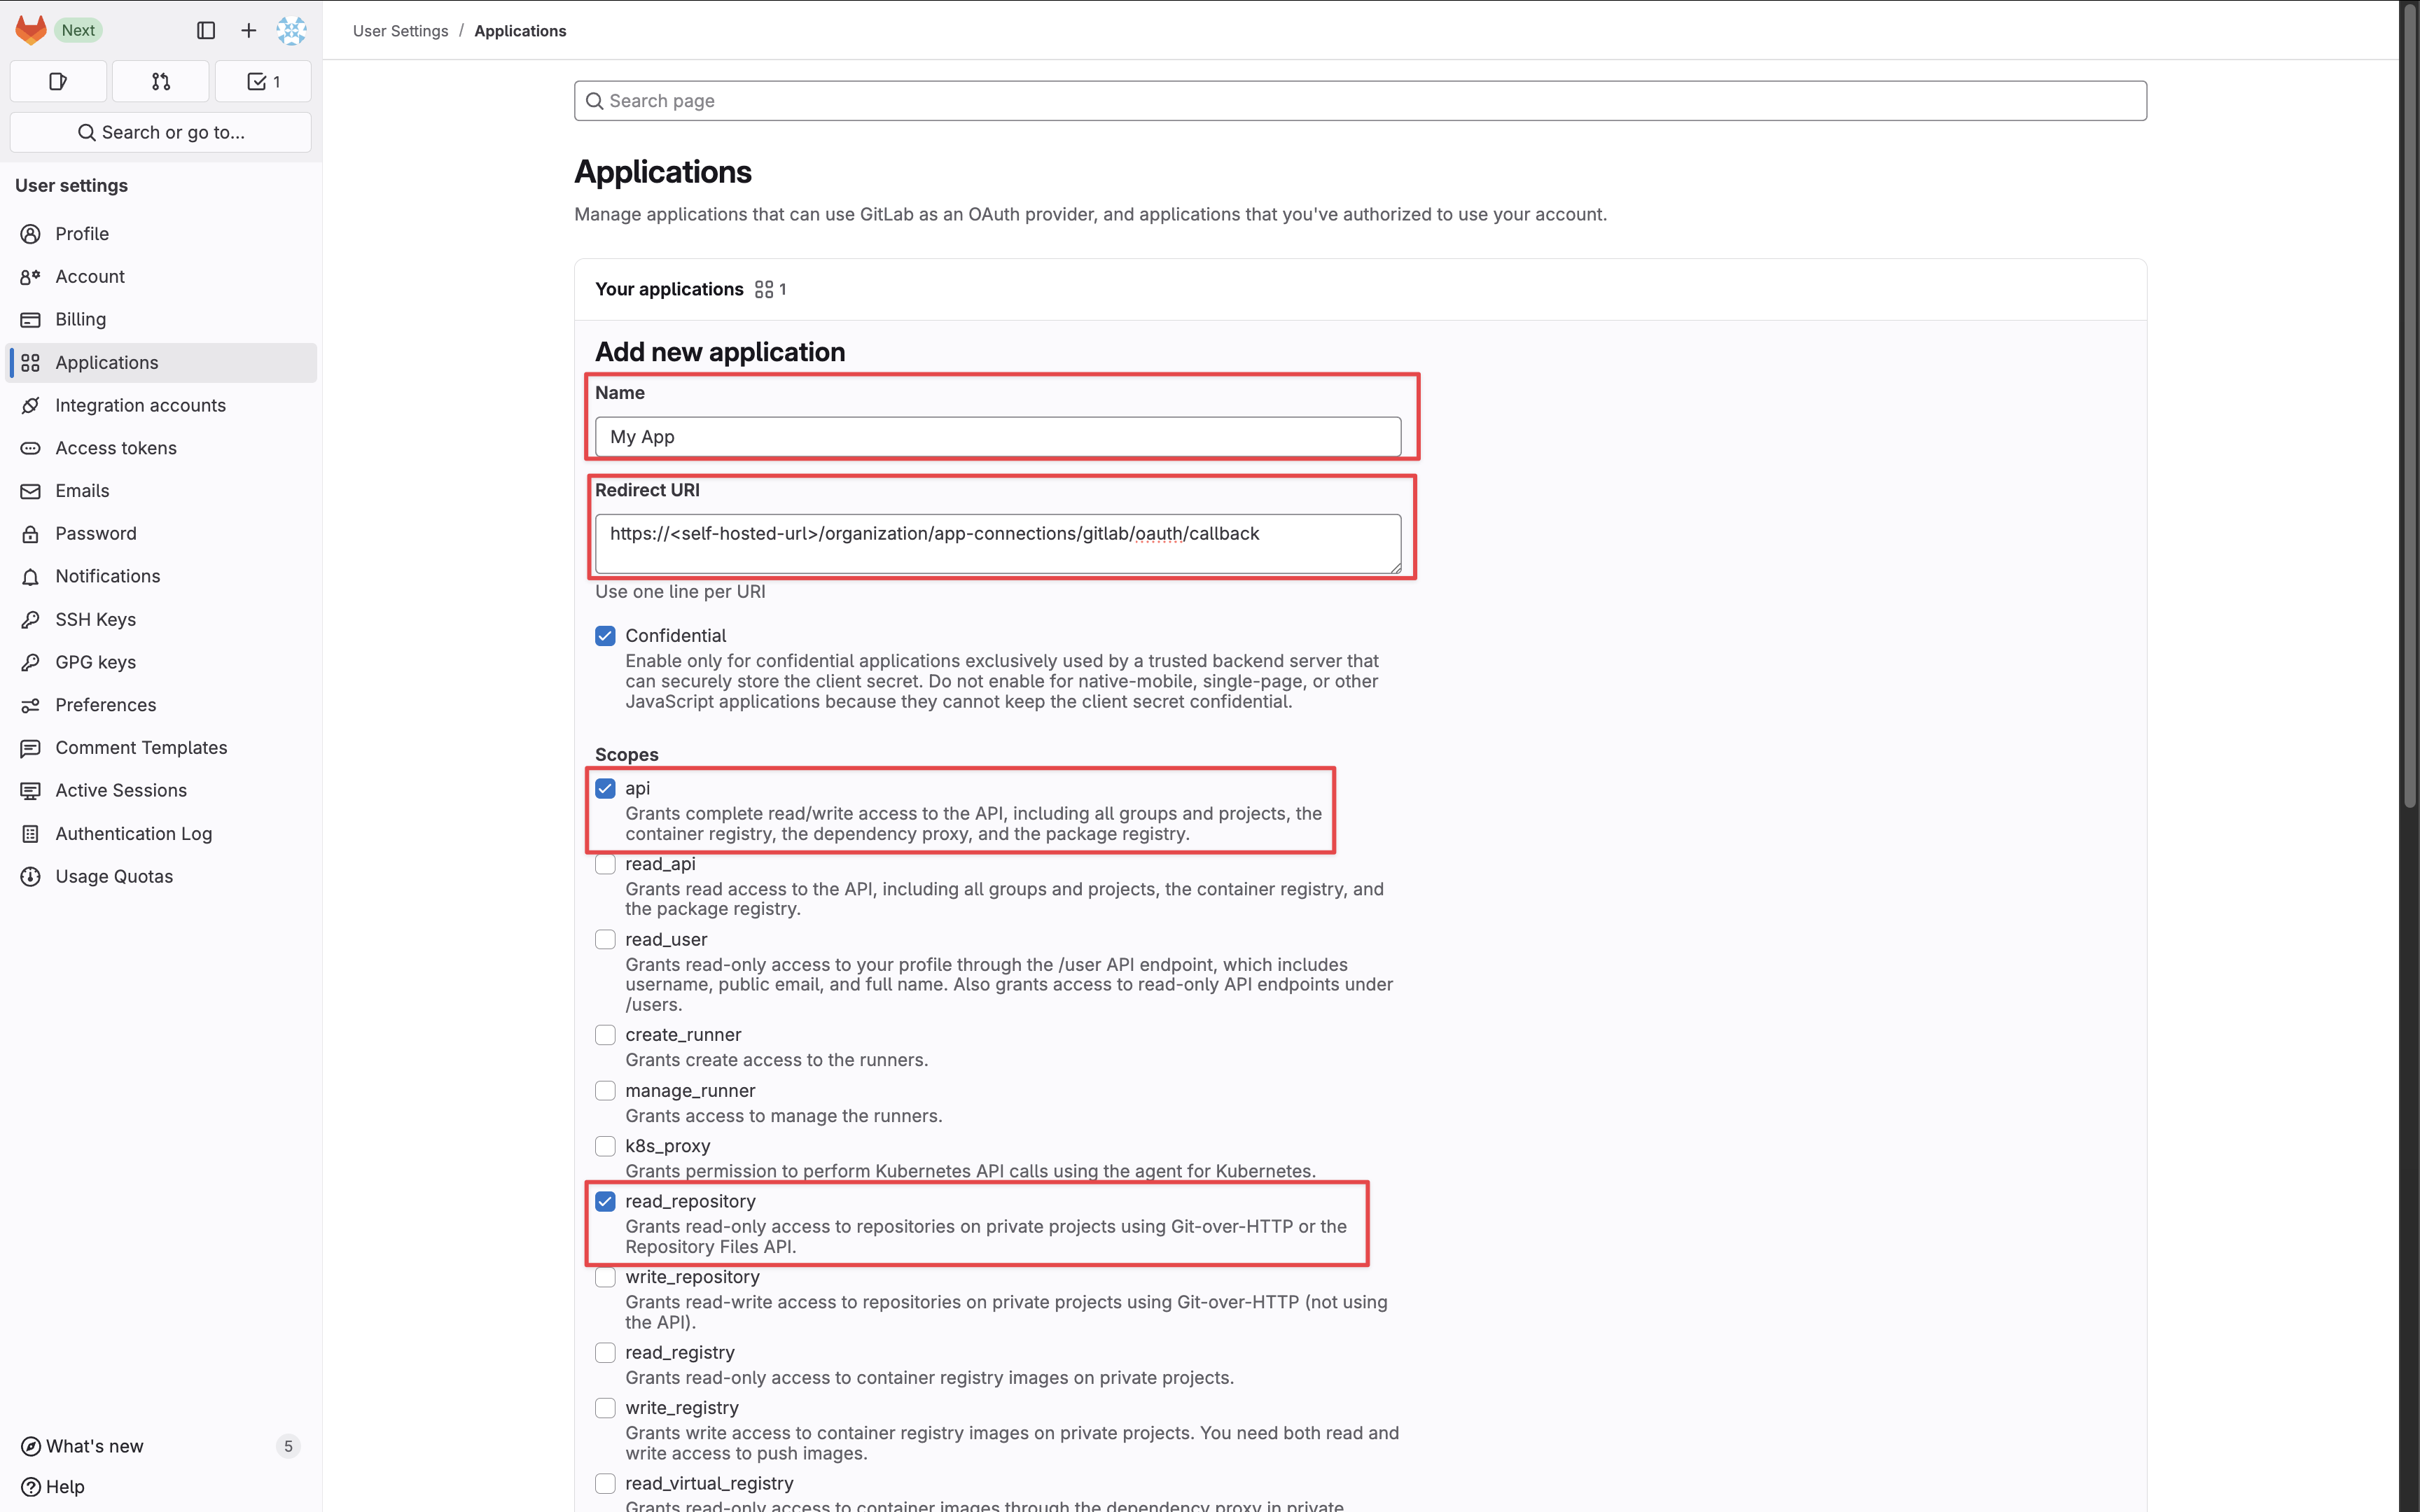 Next
1
Search or go to...
User settings
Profile
Account
Billing
Applications
Integration accounts
Access tokens
Emails
Password
Notifications
SSH Keys
GPG keys
Preferences
Comment Templates
Active Sessions
Authentication Log
Usage Quotas
What's new 5
Help
User Settings / Applications
Search page
Applications
Manage applications that can use GitLab as an OAuth provider, and applications that you've authorized to use your account.
Your applications 1
Add new application
Name
My App
Redirect URI
https://<self-hosted-url>/organization/app-connections/gitlab/oauth/callback
Use one line per URI
Confidential
Enable only for confidential applications exclusively used by a trusted backend server that
can securely store the client secret. Do not enable for native-mobile, single-page, or other
JavaScript applications because they cannot keep the client secret confidential.
Scopes
api
Grants complete read/write access to the API, including all groups and projects, the
container registry, the dependency proxy, and the package registry.
read_api
Grants read access to the API, including all groups and projects, the container registry, and
the package registry.
read_user
Grants read-only access to your profile through the /user API endpoint, which includes
username, public email, and full name. Also grants access to read-only API endpoints under
/users.
create_runner
Grants create access to the runners.
manage_runner
Grants access to manage the runners.
k8s_proxy
Grants permission to perform Kubernetes API calls using the agent for Kubernetes.
read_repository
Grants read-only access to repositories on private projects using Git-over-HTTP or the
Repository Files API.
write_repository
Grants read-write access to repositories on private projects using Git-over-HTTP (not using
the API).
read_registry
Grants read-only access to container registry images on private projects.
write_registry
Grants write access to container registry images on private projects. You need both read and
write access to push images.
read_virtual_registry
Grants read-only access to container images through the dependency proxy in private